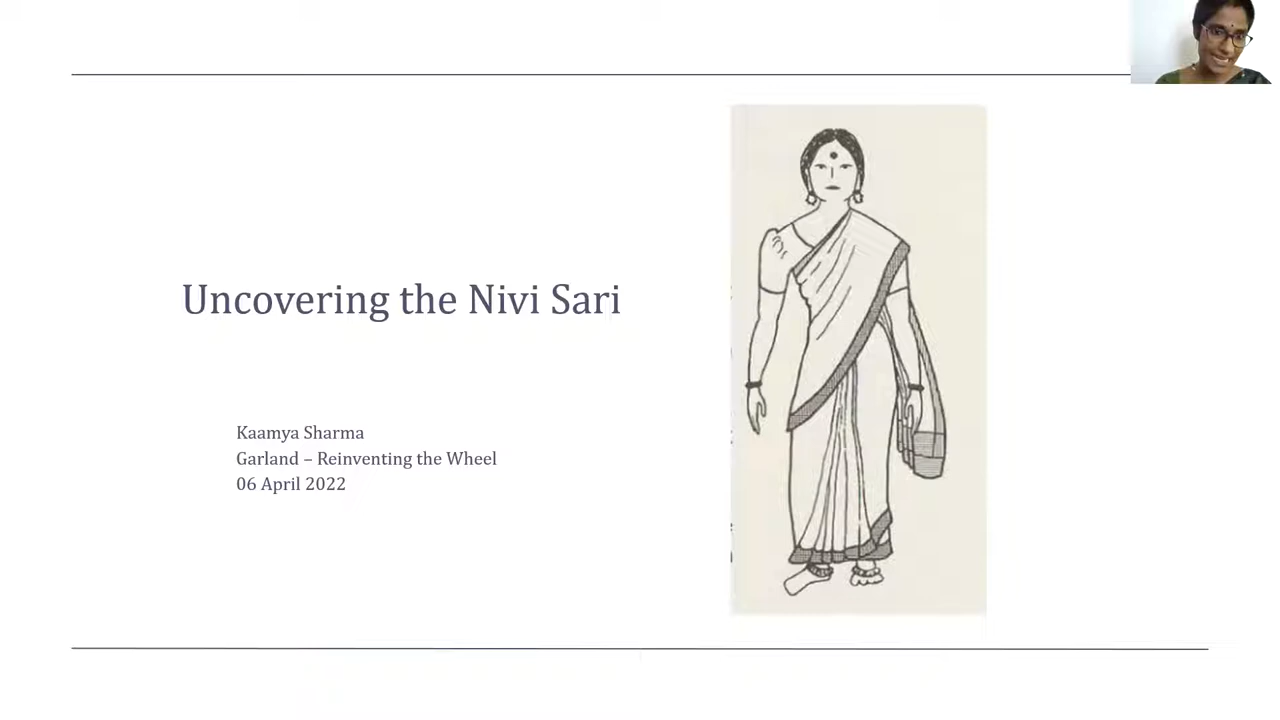 Uncovering the Nivi Sari
Kaamya Sharma
Garland – Reinventing the Wheel
06 April 2022